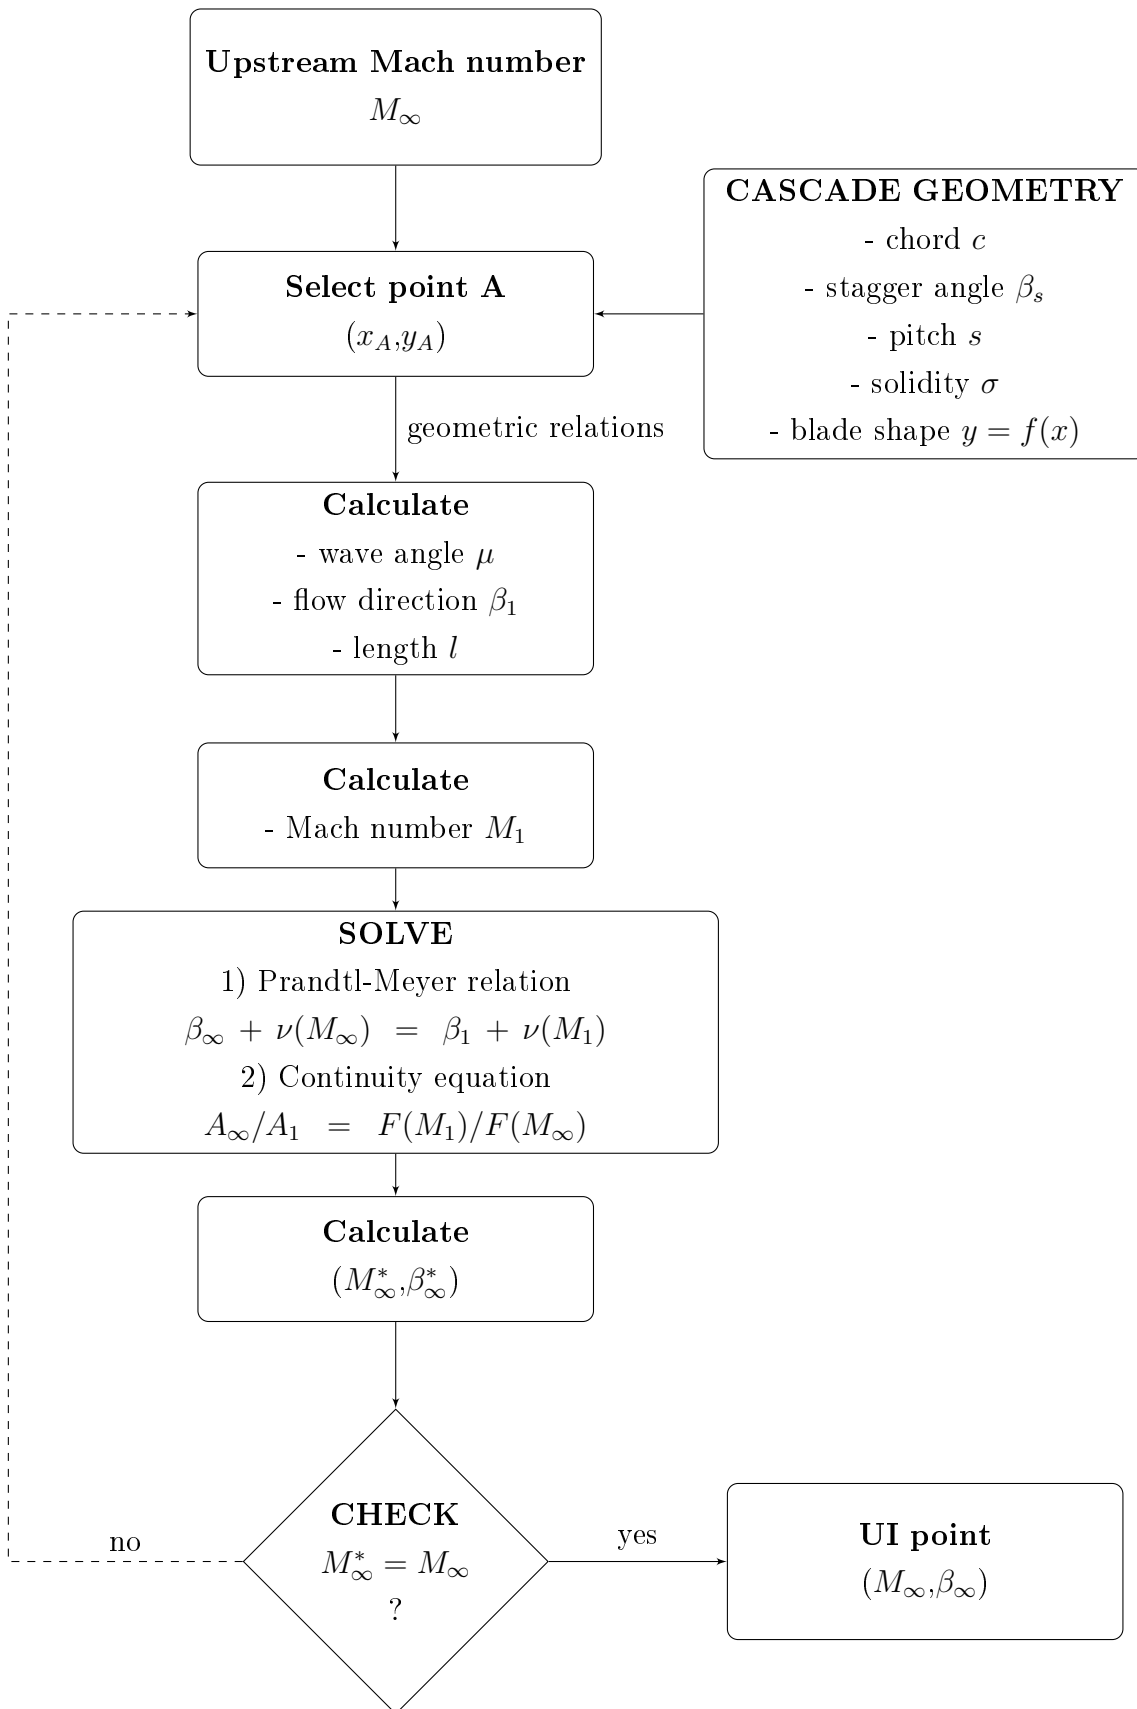 Upstream Mach number
M∞
CASCADE GEOMETRY
- chord c
- stagger angle βs
- pitch s
- solidity σ
- blade shape y = f(x)
Select point A
(xA,yA)
geometric relations
Calculate
- wave angle μ
- flow direction β1
- length l
Calculate
- Mach number M1
SOLVE
1) Prandtl-Meyer relation
β∞ + ν(M∞) = β1 + ν(M1)
2) Continuity equation
A∞/A1 = F(M1)/F(M∞)
Calculate
(M*∞,β*∞)
CHECK
M*∞ = M∞
?
no
yes
UI point
(M∞,β∞)